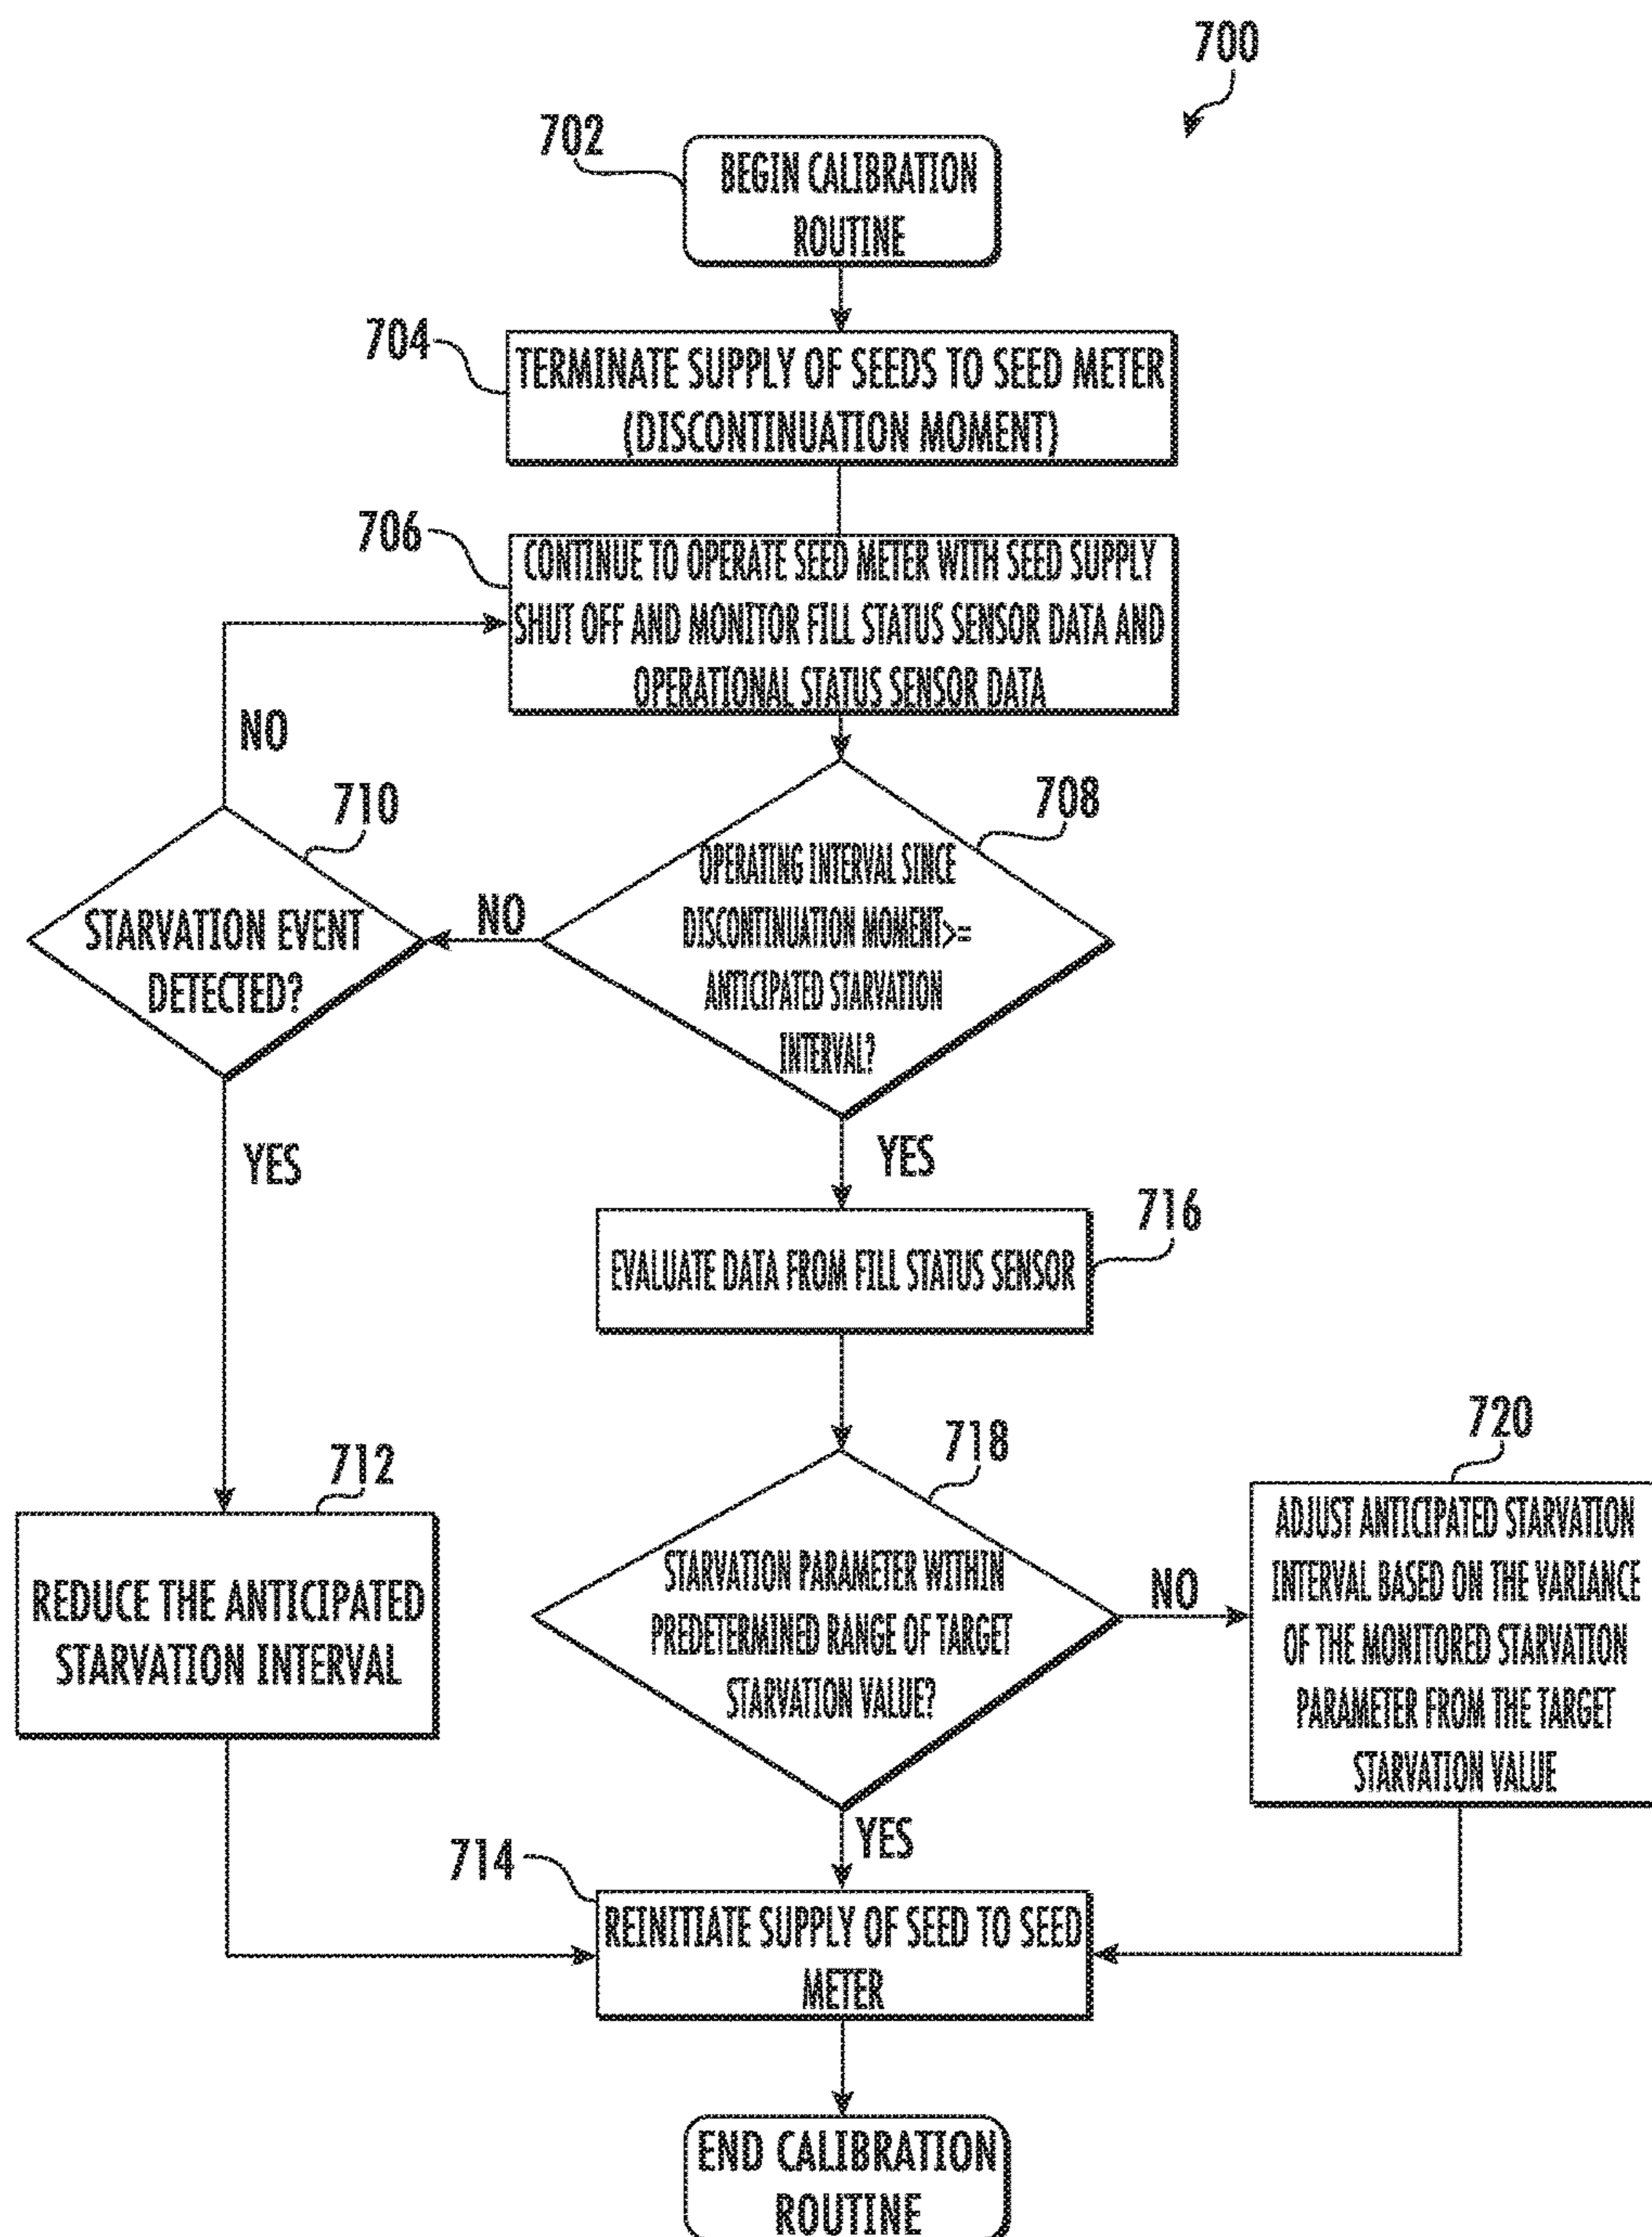 700
702
BEGIN CALIBRATION
ROUTINE
704
TERMINATE SUPPLY OF SEEDS TO SEED METER
(DISCONTINUATION MOMENT)
706
CONTINUE TO OPERATE SEED METER WITH SEED SUPPLY
SHUT OFF AND MONITOR FILL STATUS SENSOR DATA AND
OPERATIONAL STATUS SENSOR DATA
NO
710
STARVATION EVENT
DETECTED?
NO
708
OPERATING INTERVAL SINCE
DISCONTINUATION MOMENT>=
ANTICIPATED STARVATION
INTERVAL?
YES
YES
716
EVALUATE DATA FROM FILL STATUS SENSOR
712
REDUCE THE ANTICIPATED
STARVATION INTERVAL
718
STARVATION PARAMETER WITHIN
PREDETERMINED RANGE OF TARGET
STARVATION VALUE?
NO
720
ADJUST ANTICIPATED STARVATION
INTERVAL BASED ON THE VARIANCE
OF THE MONITORED STARVATION
PARAMETER FROM THE TARGET
STARVATION VALUE
YES
714
REINITIATE SUPPLY OF SEED TO SEED
METER
END CALIBRATION
ROUTINE